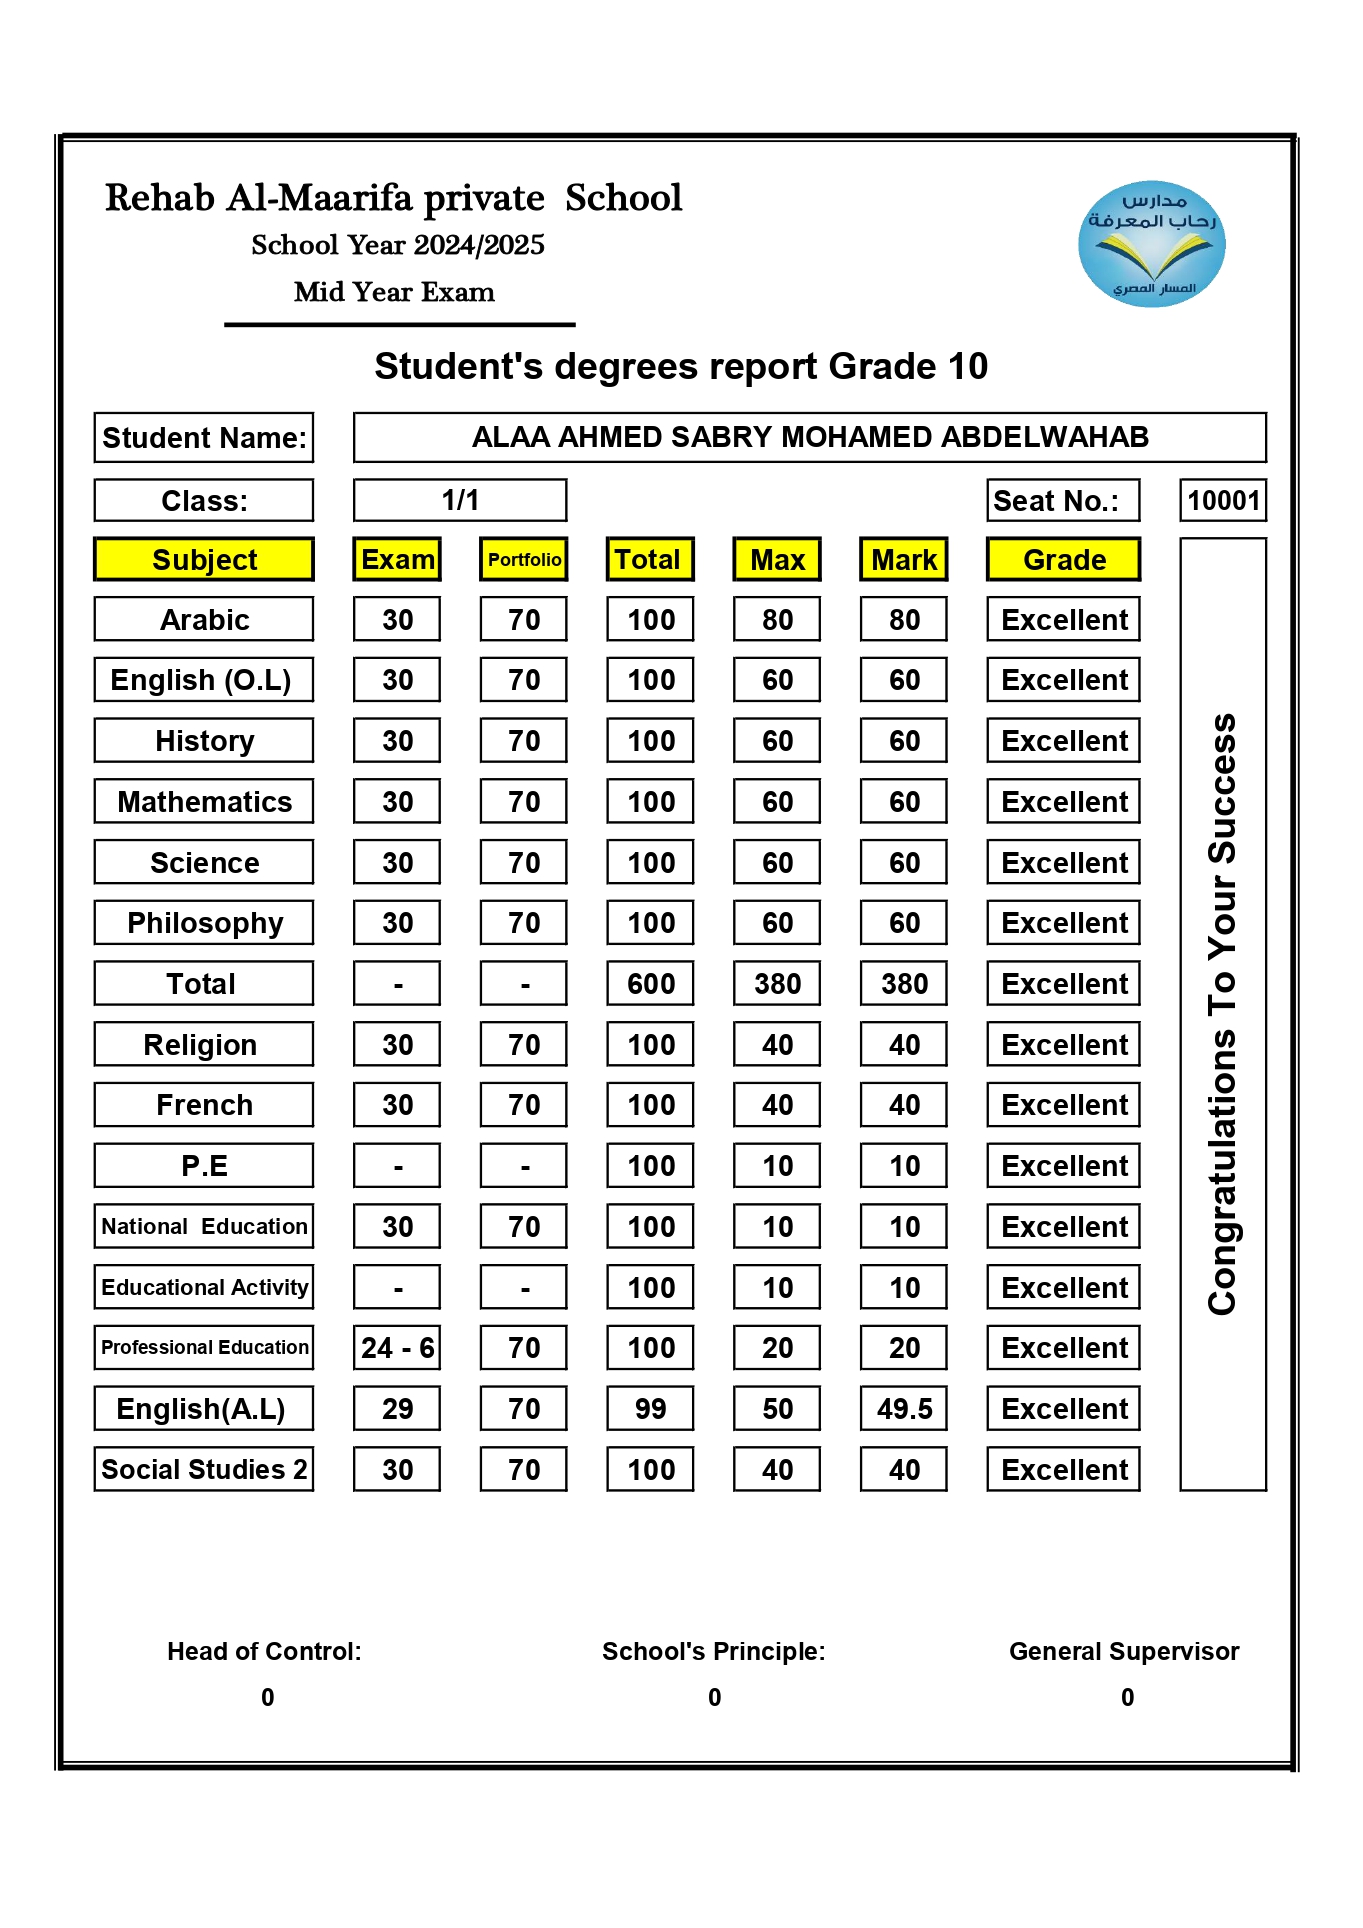 Rehab Al-Maarifa private School
School Year 2024/2025
Mid Year Exam
مدارس
رحاب المعرفة
المسار المصري
Student's degrees report Grade 10
Student Name: ALAA AHMED SABRY MOHAMED ABDELWAHAB
Class: 1/1 Seat No.: 10001
Subject Exam Portfolio Total Max Mark Grade
Arabic 30 70 100 80 80 Excellent
English (O.L) 30 70 100 60 60 Excellent
History 30 70 100 60 60 Excellent
Mathematics 30 70 100 60 60 Excellent
Science 30 70 100 60 60 Excellent
Philosophy 30 70 100 60 60 Excellent
Total - - 600 380 380 Excellent
Religion 30 70 100 40 40 Excellent
French 30 70 100 40 40 Excellent
P.E - - 100 10 10 Excellent
National Education 30 70 100 10 10 Excellent
Educational Activity - - 100 10 10 Excellent
Professional Education 24 - 6 70 100 20 20 Excellent
English(A.L) 29 70 99 50 49.5 Excellent
Social Studies 2 30 70 100 40 40 Excellent
Congratulations To Your Success
Head of Control: School's Principle: General Supervisor
0 0 0